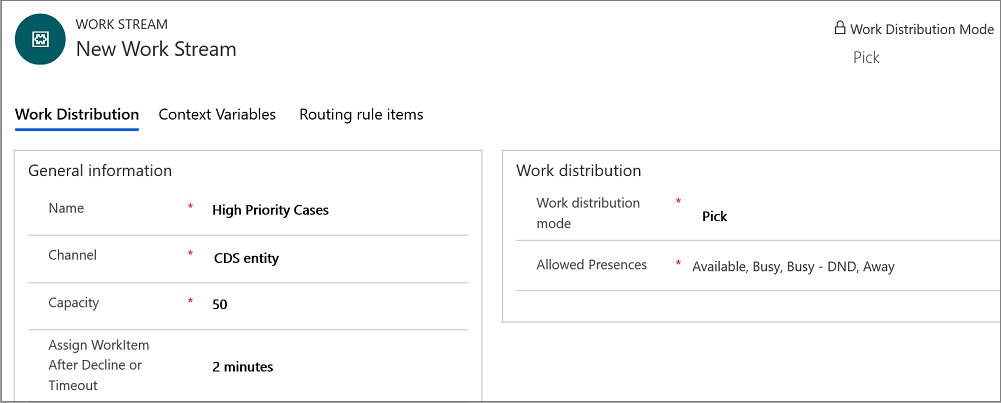 WORK STREAM
New Work Stream
Work Distribution Mode
Pick
Work Distribution Context Variables Routing rule items
General information
Name * High Priority Cases
Channel * CDS entity
Capacity * 50
Assign WorkItem
After Decline or
Timeout
2 minutes
Work distribution
Work distribution
mode
* Pick
Allowed Presences * Available, Busy, Busy - DND, Away